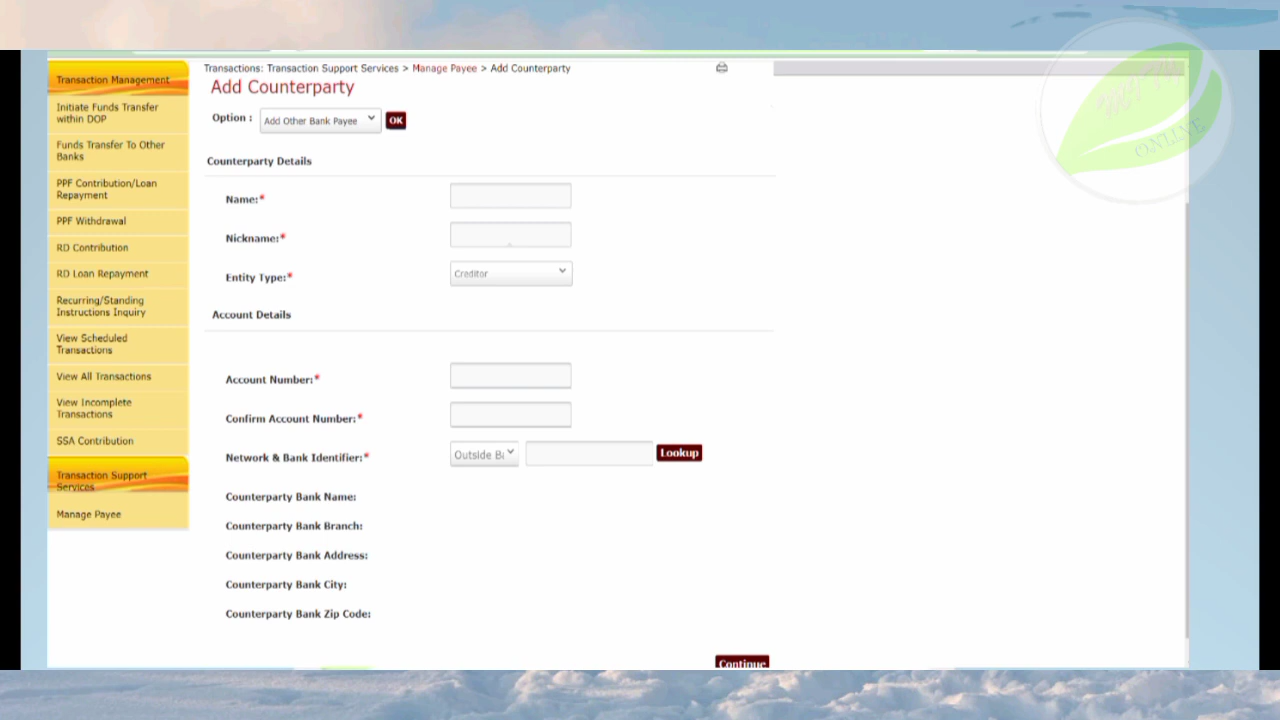 Transactions: Transaction Support Services > Manage Payee > Add Counterparty
Add Counterparty
Option : Add Other Bank Payee OK
Counterparty Details
Name:*
Nickname:*
Entity Type:* Creditor
Account Details
Account Number:*
Confirm Account Number:*
Network & Bank Identifier:* Outside B Lookup
Counterparty Bank Name:
Counterparty Bank Branch:
Counterparty Bank Address:
Counterparty Bank City:
Counterparty Bank Zip Code:
Continue
Transaction Management
Initiate Funds Transfer
within DOP
Funds Transfer To Other
Banks
PPF Contribution/Loan
Repayment
PPF Withdrawal
RD Contribution
RD Loan Repayment
Recurring/Standing
Instructions Inquiry
View Scheduled
Transactions
View All Transactions
View Incomplete
Transactions
SSA Contribution
Transaction Support
Services
Manage Payee
ONLINE